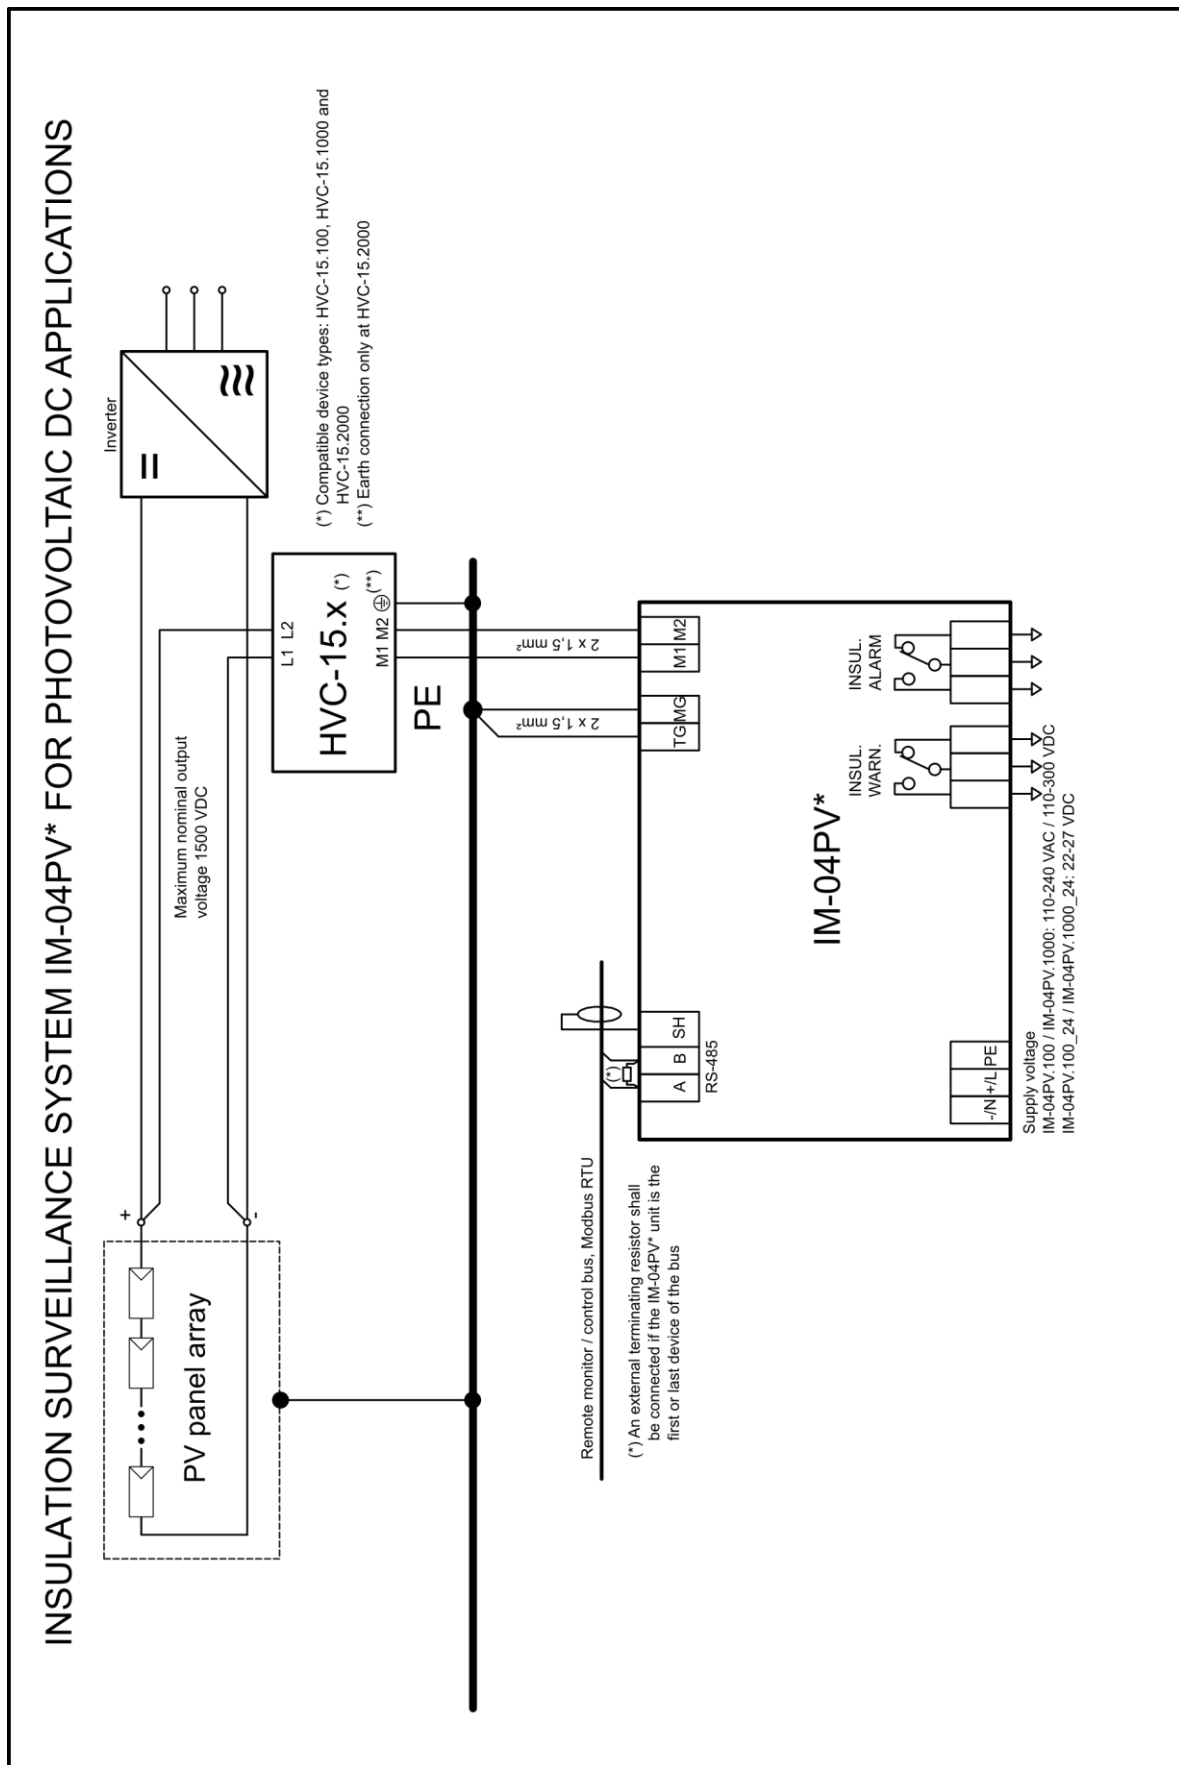 INSULATION SURVEILLANCE SYSTEM IM-04PV* FOR PHOTOVOLTAIC DC APPLICATIONS
PV panel array
+
-
Maximum nominal output
voltage 1500 VDC
Inverter
L1 L2
HVC-15.x (*)
M1 M2 (**)
(*) Compatible device types: HVC-15.100, HVC-15.1000 and
HVC-15.2000
(**) Earth connection only at HVC-15.2000
PE
2 x 1,5 mm²
2 x 1,5 mm²
Remote monitor / control bus, Modbus RTU
(*) An external terminating resistor shall
be connected if the IM-04PV* unit is the
first or last device of the bus
(*)
A B SH
RS-485
TG MG
M1 M2
IM-04PV*
INSUL.
WARN.
INSUL.
ALARM
-/N +/L PE
Supply voltage
IM-04PV.100 / IM-04PV.1000: 110-240 VAC / 110-300 VDC
IM-04PV.100_24 / IM-04PV.1000_24: 22-27 VDC